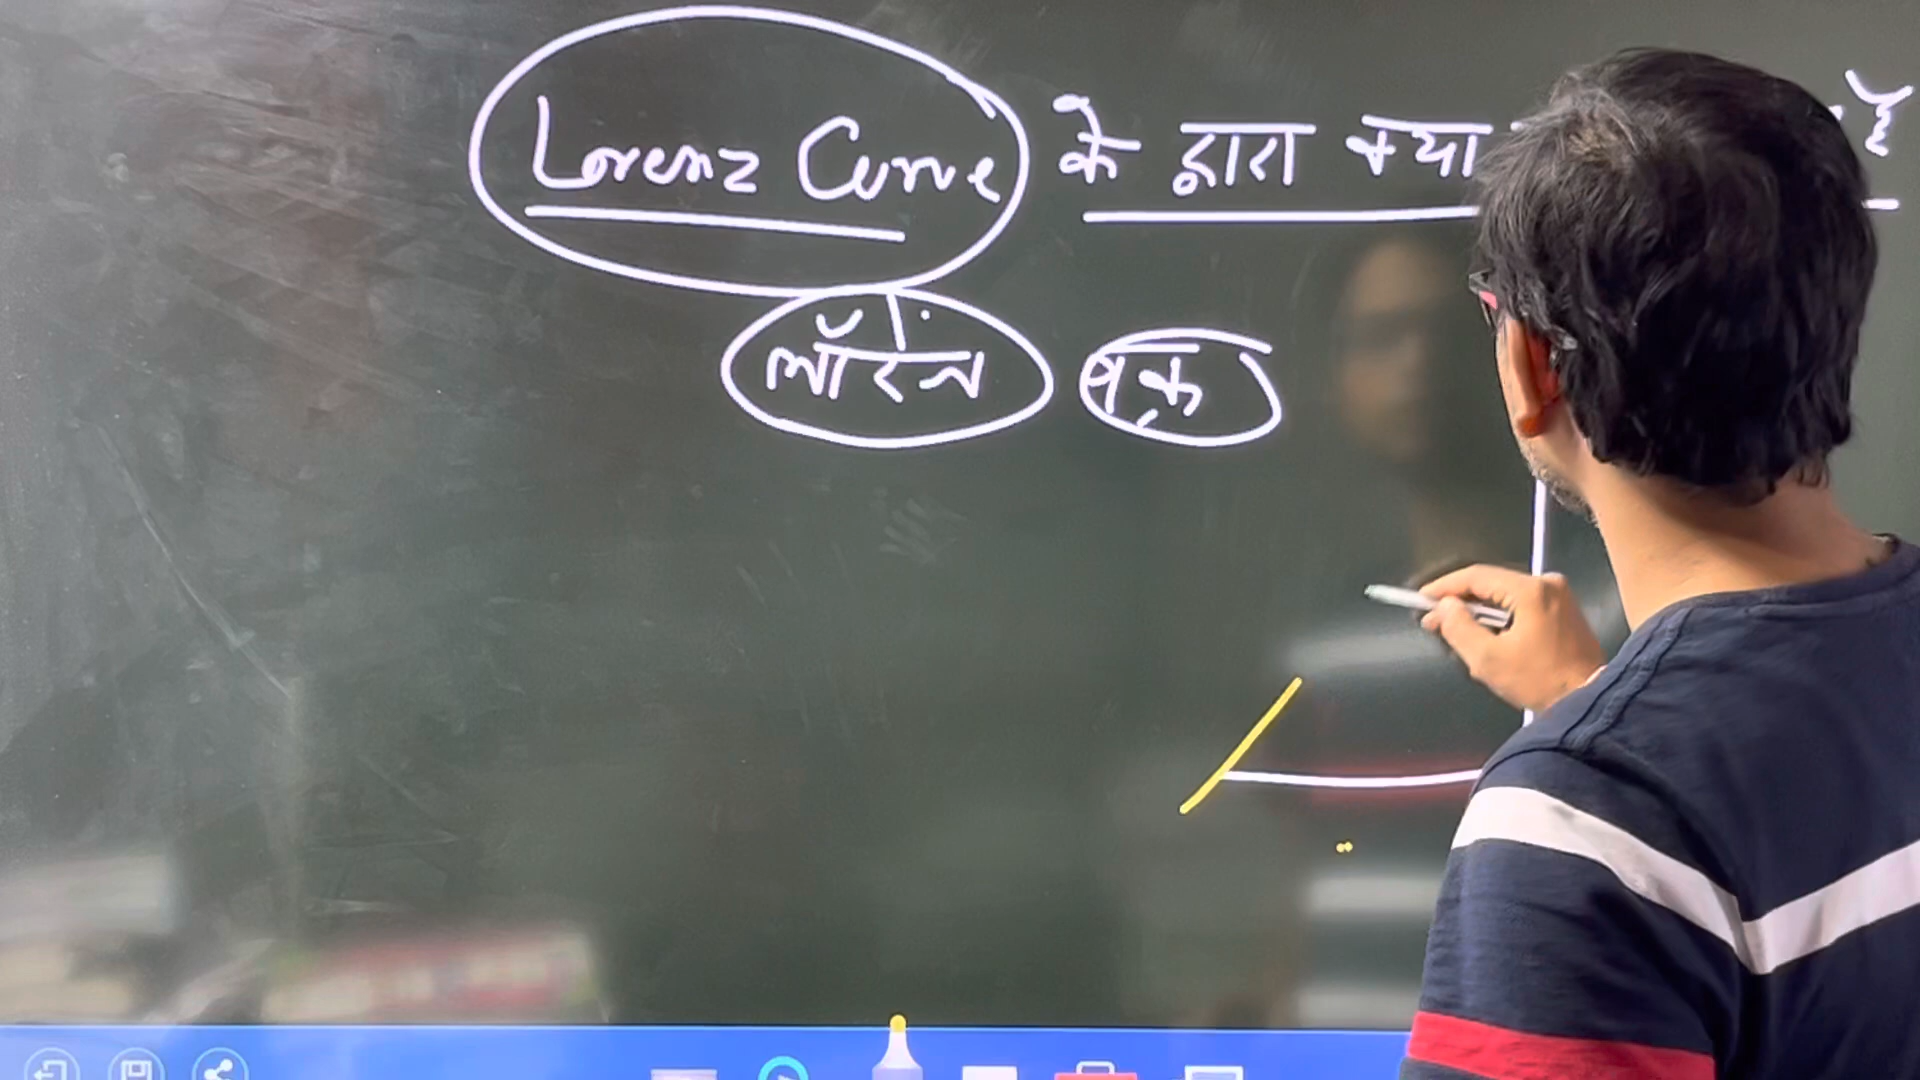 Lorenz Curve के द्वारा क्या हैं
लॉरेंज वक्र